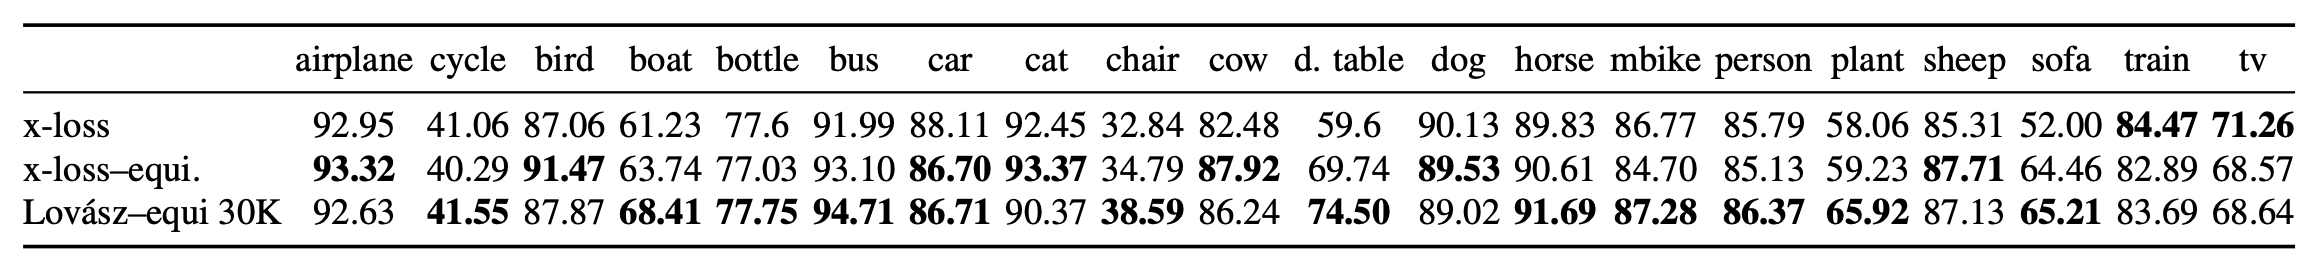 airplane cycle bird boat bottle bus car cat chair cow d. table dog horse mbike person plant sheep sofa train tv
x-loss 92.95 41.06 87.06 61.23 77.6 91.99 88.11 92.45 32.84 82.48 59.6 90.13 89.83 86.77 85.79 58.06 85.31 52.00 84.47 71.26
x-loss–equi. 93.32 40.29 91.47 63.74 77.03 93.10 86.70 93.37 34.79 87.92 69.74 89.53 90.61 84.70 85.13 59.23 87.71 64.46 82.89 68.57
Lovász–equi 30K 92.63 41.55 87.87 68.41 77.75 94.71 86.71 90.37 38.59 86.24 74.50 89.02 91.69 87.28 86.37 65.92 87.13 65.21 83.69 68.64